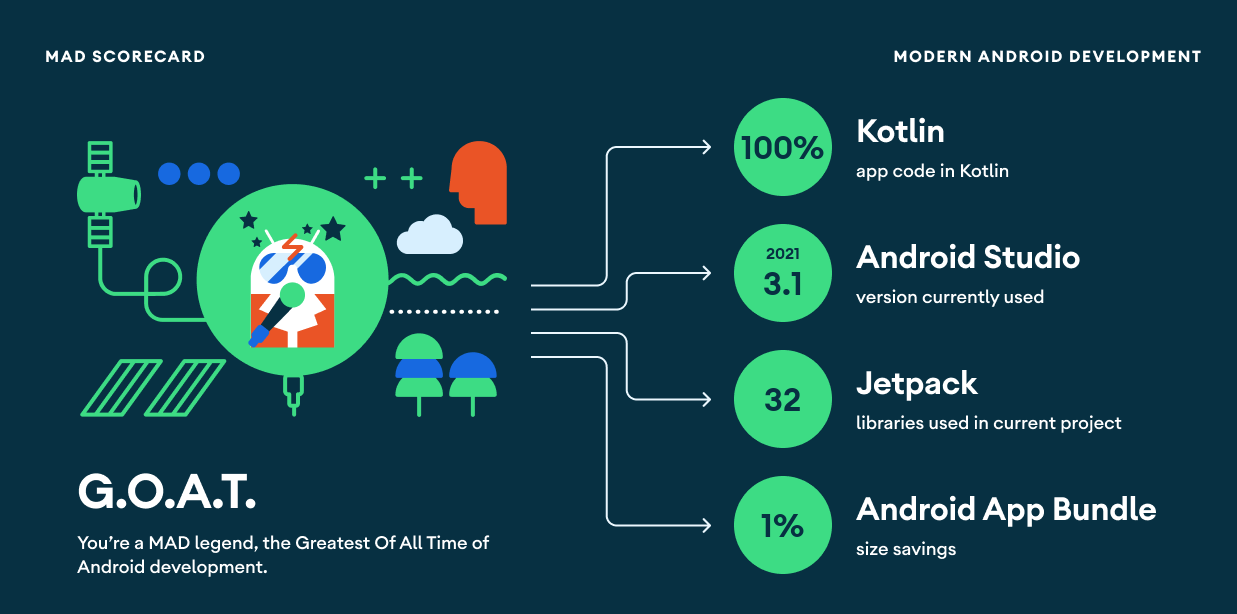 MAD SCORECARD
MODERN ANDROID DEVELOPMENT
100%
Kotlin
app code in Kotlin
2021
3.1
Android Studio
version currently used
32
Jetpack
libraries used in current project
1%
Android App Bundle
size savings
G.O.A.T.
You’re a MAD legend, the Greatest Of All Time of
Android development.